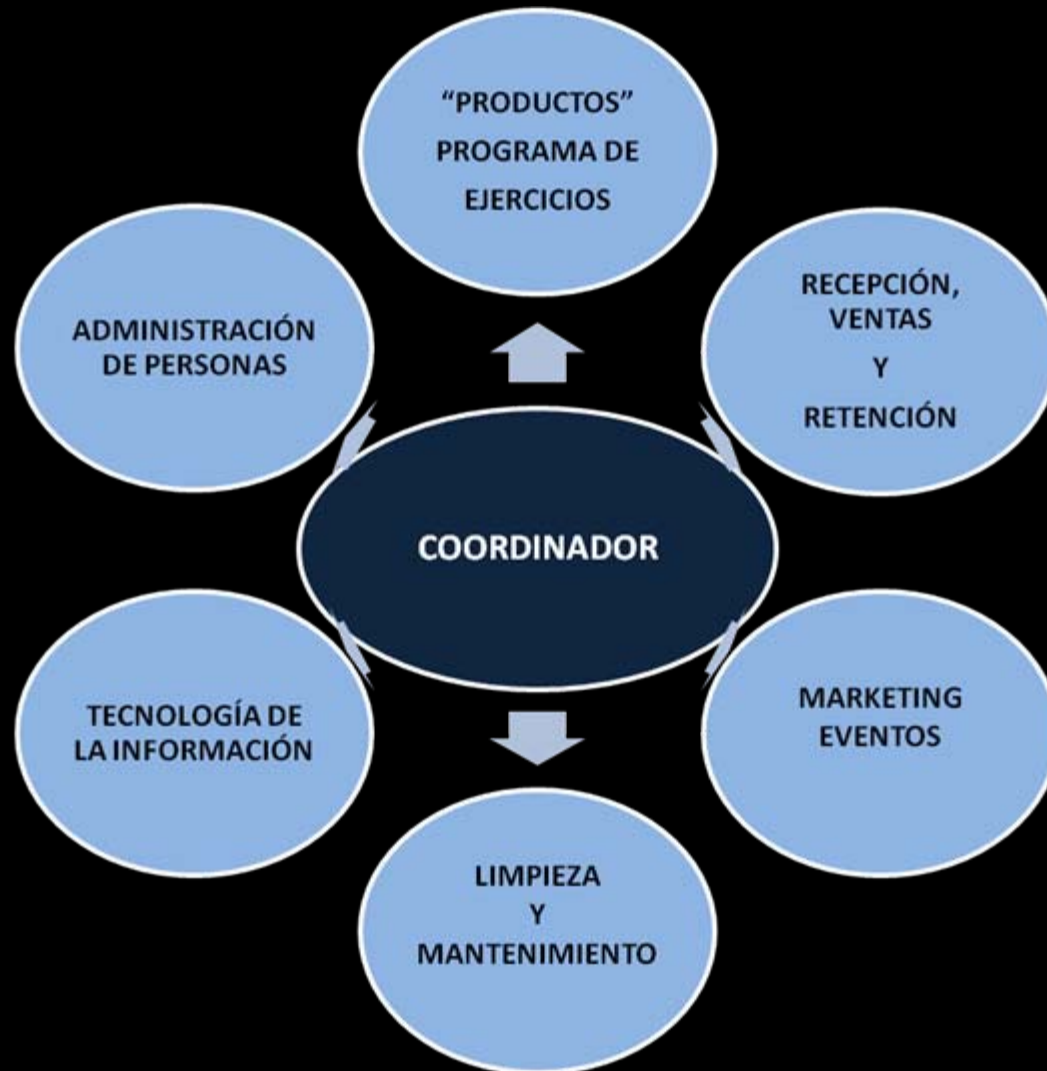 “PRODUCTOS”
PROGRAMA DE
EJERCICIOS
RECEPCIÓN,
VENTAS
Y
RETENCIÓN
ADMINISTRACIÓN
DE PERSONAS
COORDINADOR
TECNOLOGÍA DE
LA INFORMACIÓN
MARKETING
EVENTOS
LIMPIEZA
Y
MANTENIMIENTO